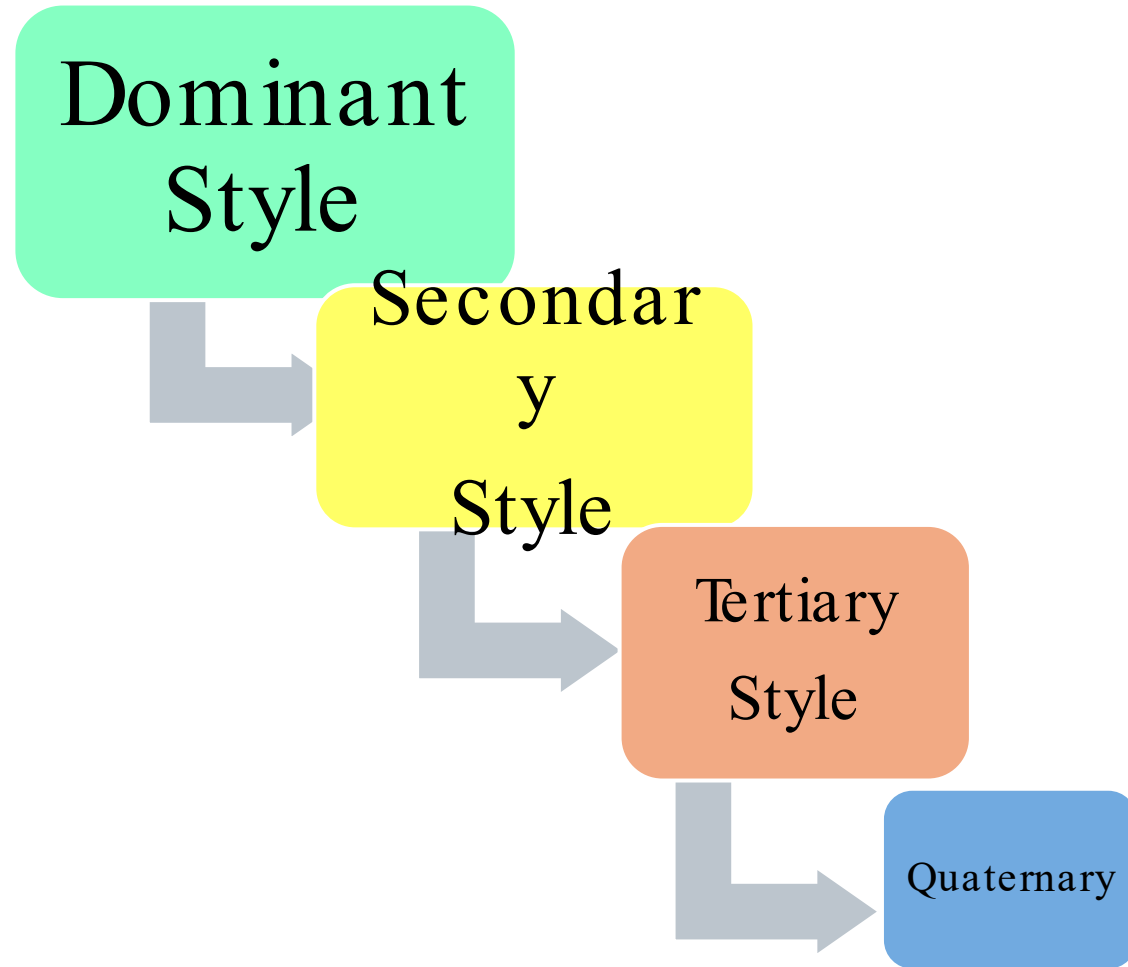 Dominant
Style
Secondar
y
Style
Tertiary
Style
Quaternary